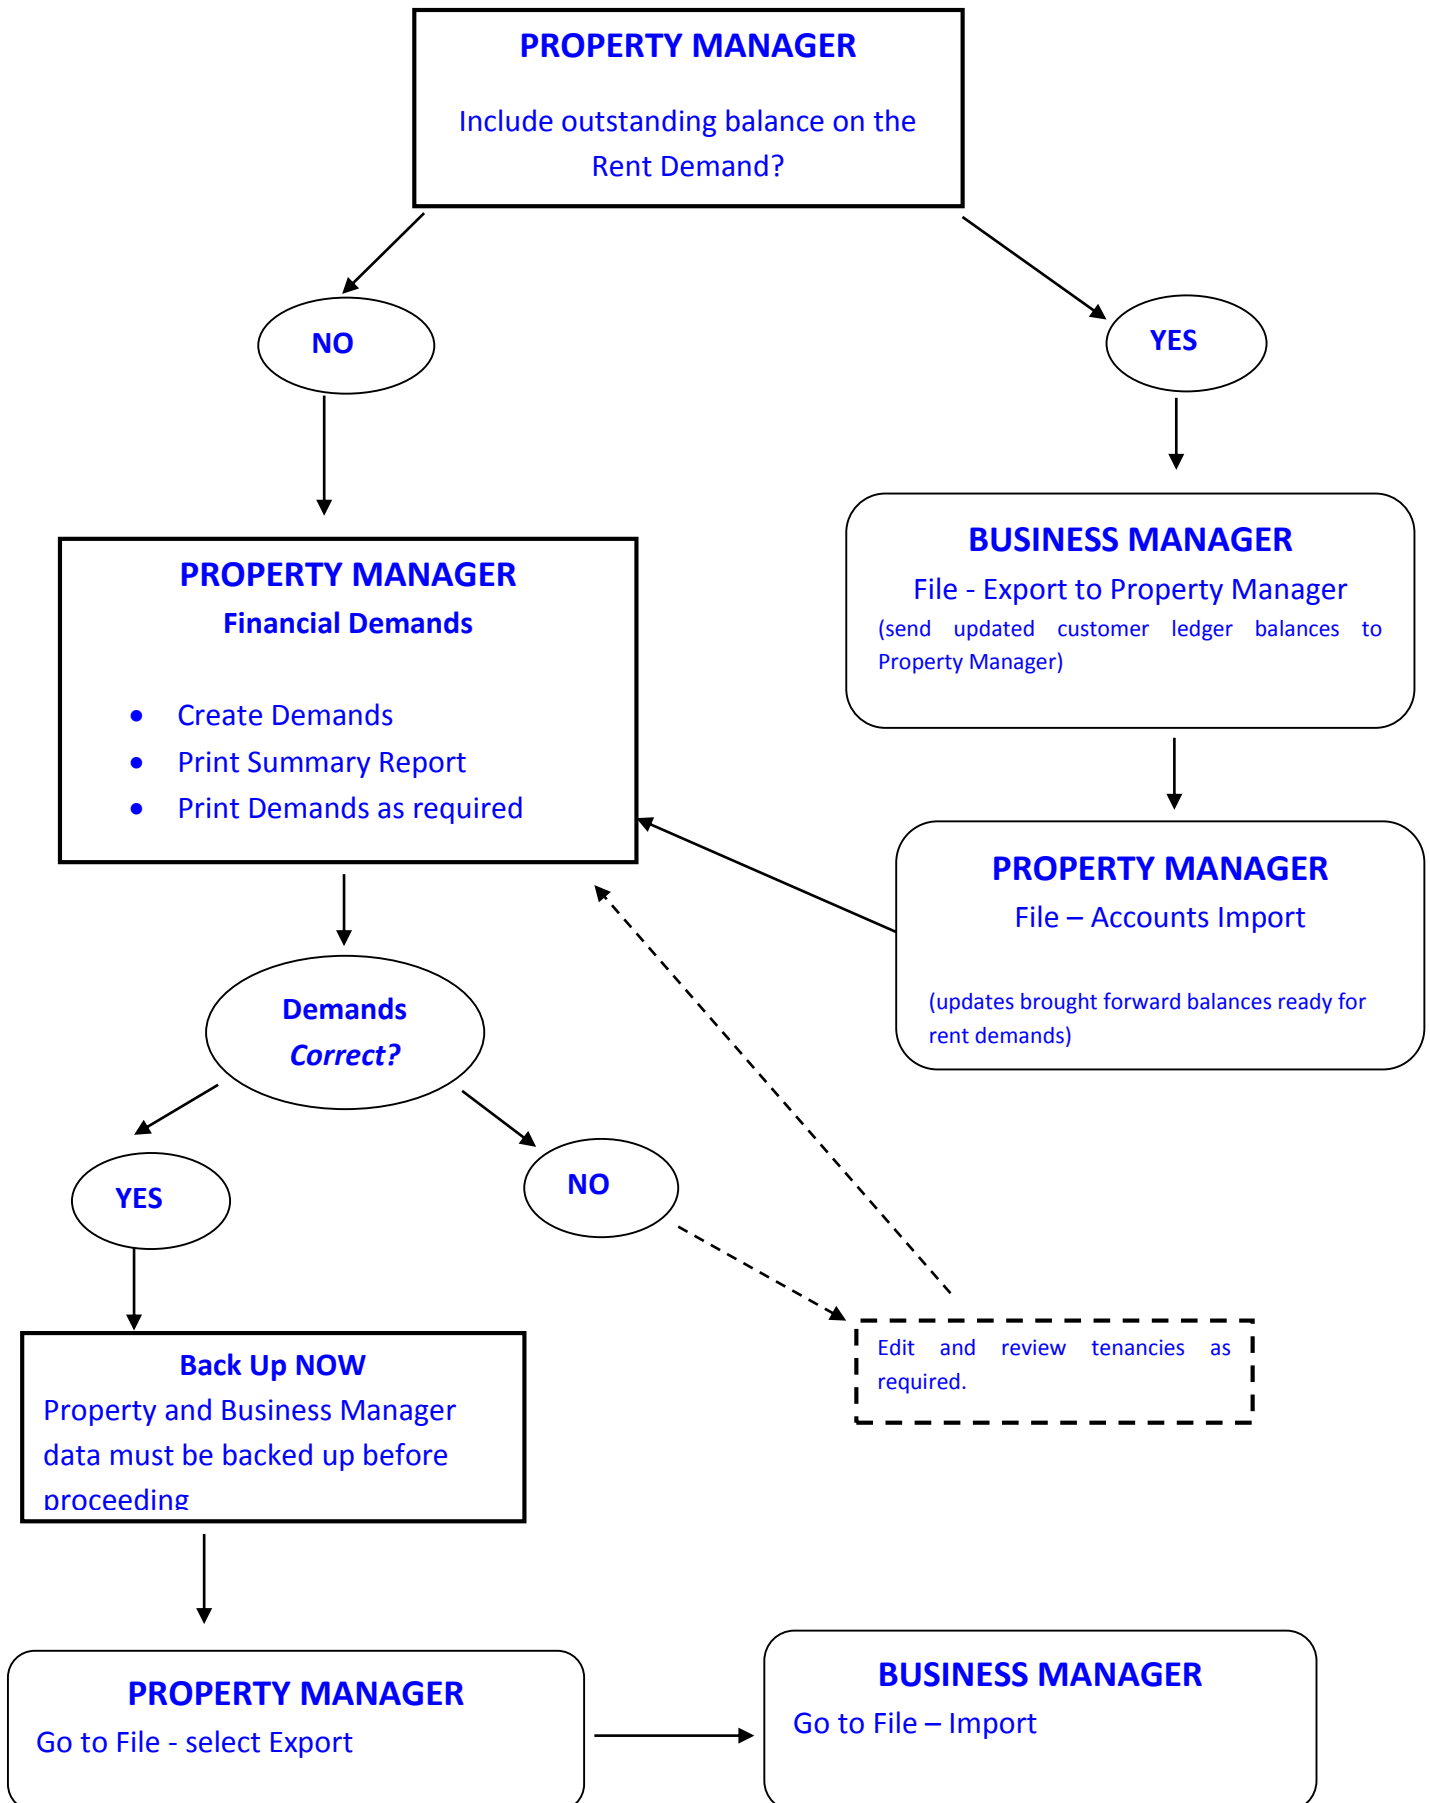 PROPERTY MANAGER
Include outstanding balance on the
Rent Demand?
NO
YES
BUSINESS MANAGER
File - Export to Property Manager
(send updated customer ledger balances to
Property Manager)
PROPERTY MANAGER
Financial Demands
• Create Demands
• Print Summary Report
• Print Demands as required
PROPERTY MANAGER
File – Accounts Import
(updates brought forward balances ready for
rent demands)
Demands
Correct?
YES
NO
Edit and review tenancies as
required.
Back Up NOW
Property and Business Manager
data must be backed up before
proceeding
PROPERTY MANAGER
Go to File - select Export
BUSINESS MANAGER
Go to File – Import